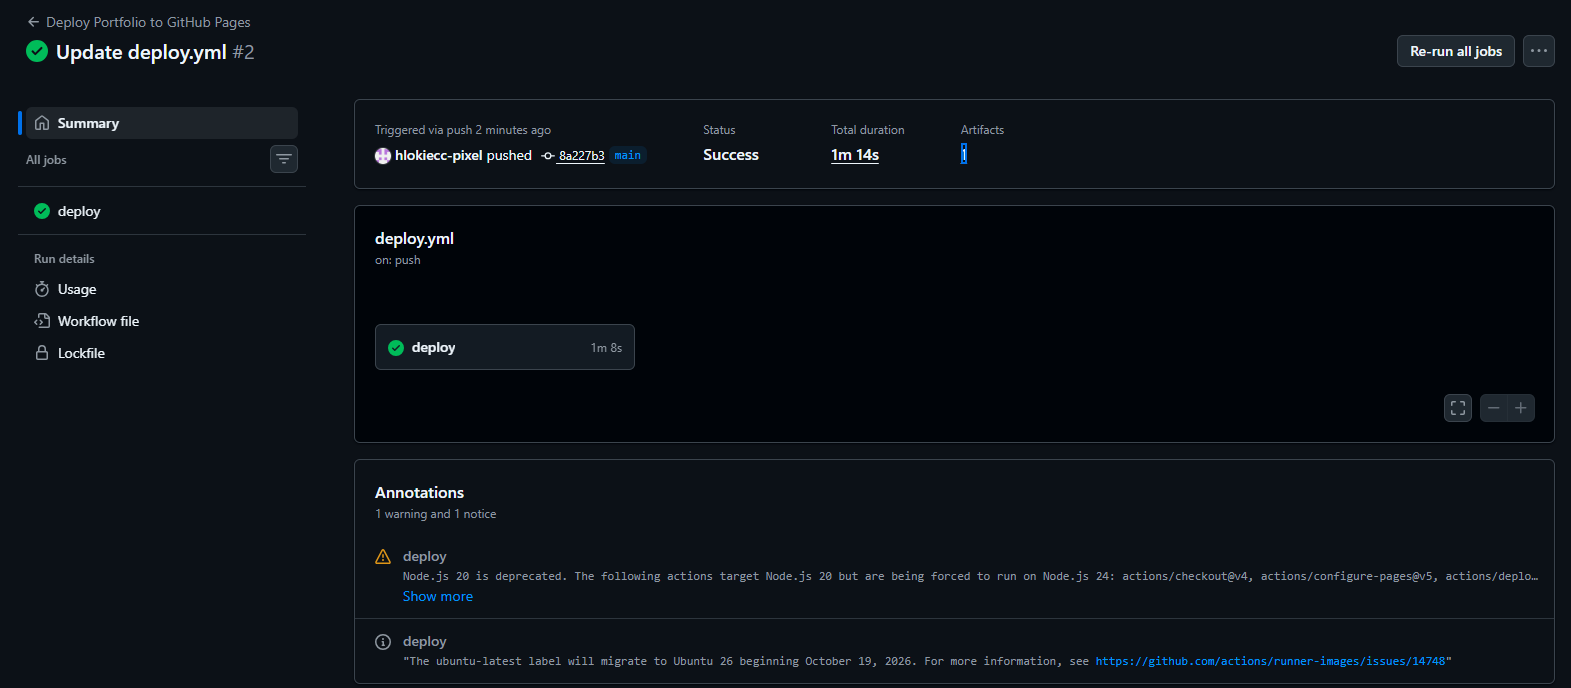 Deploy Portfolio to GitHub Pages
Update deploy.yml #2
Re-run all jobs
Summary
All jobs
deploy
Run details
Usage
Workflow file
Lockfile
Triggered via push 2 minutes ago
hlokiecc-pixel pushed 8a227b3 main
Status
Success
Total duration
1m 14s
Artifacts
1
deploy.yml
on: push
deploy 1m 8s
Annotations
1 warning and 1 notice
deploy
Node.js 20 is deprecated. The following actions target Node.js 20 but are being forced to run on Node.js 24: actions/checkout@v4, actions/configure-pages@v5, actions/deplo…
Show more
deploy
"The ubuntu-latest label will migrate to Ubuntu 26 beginning October 19, 2026. For more information, see https://github.com/actions/runner-images/issues/14748"